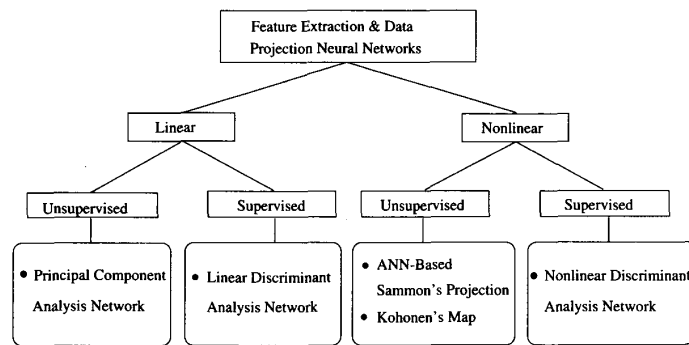 Feature Extraction & Data
Projection Neural Networks
Linear
Nonlinear
Unsupervised
Supervised
Unsupervised
Supervised
• Principal Component
Analysis Network
• Linear Discriminant
Analysis Network
• ANN-Based
Sammon's Projection
• Kohonen's Map
• Nonlinear Discriminant
Analysis Network